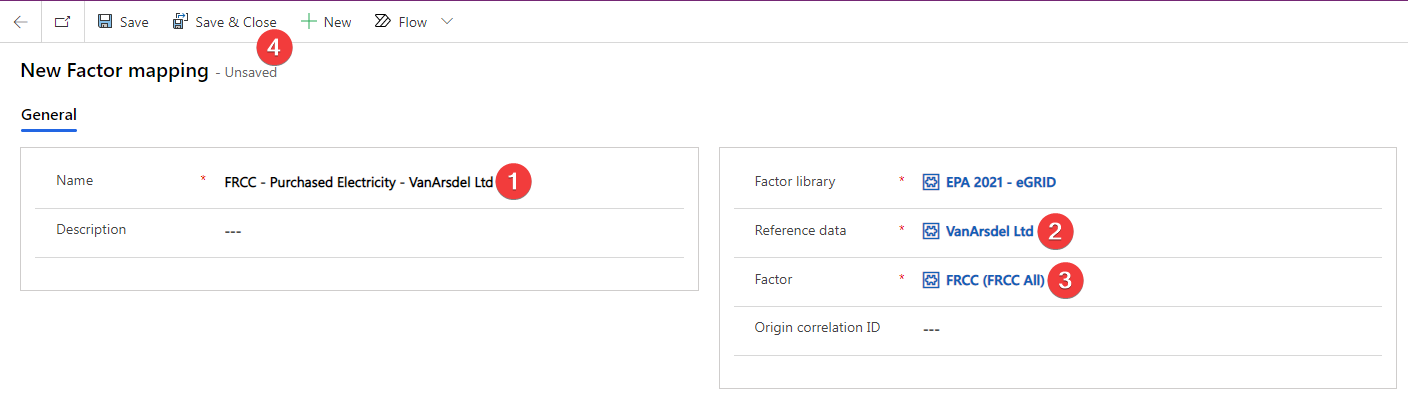 Save Save & Close New Flow
4
New Factor mapping - Unsaved
General
Name * FRCC - Purchased Electricity - VanArsdel Ltd 1
Description ---
Factor library * EPA 2021 - eGRID
Reference data * VanArsdel Ltd 2
Factor * FRCC (FRCC All) 3
Origin correlation ID ---